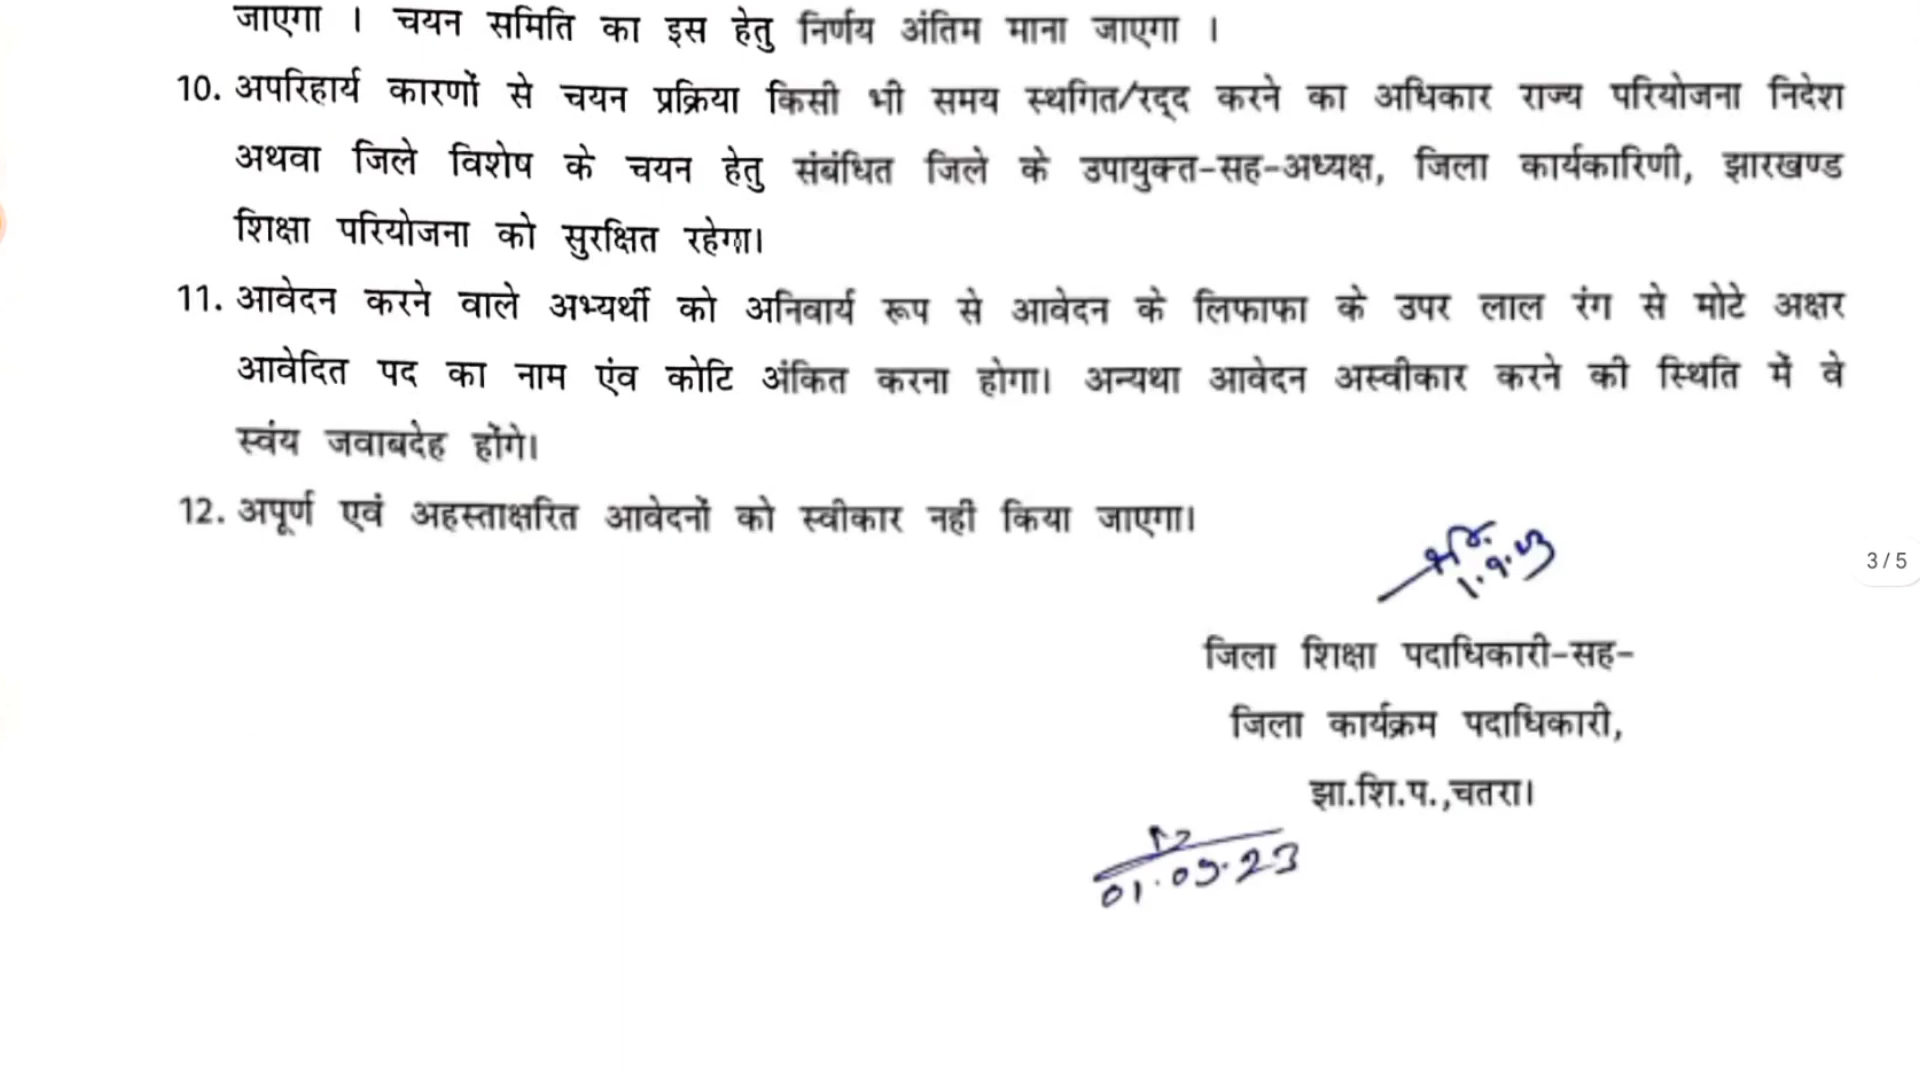 जाएगा । चयन समिति का इस हेतु निर्णय अंतिम माना जाएगा ।
10. अपरिहार्य कारणों से चयन प्रक्रिया किसी भी समय स्थगित/रद्द करने का अधिकार राज्य परियोजना निदेश
अथवा जिले विशेष के चयन हेतु संबंधित जिले के उपायुक्त-सह-अध्यक्ष, जिला कार्यकारिणी, झारखण्ड
शिक्षा परियोजना को सुरक्षित रहेगा।
11. आवेदन करने वाले अभ्यर्थी को अनिवार्य रूप से आवेदन के लिफाफा के उपर लाल रंग से मोटे अक्षर
आवेदित पद का नाम एंव कोटि अंकित करना होगा। अन्यथा आवेदन अस्वीकार करने की स्थिति में वे
स्वंय जवाबदेह होंगे।
12. अपूर्ण एवं अहस्ताक्षरित आवेदनों को स्वीकार नही किया जाएगा।
3 / 5
जिला शिक्षा पदाधिकारी-सह-
जिला कार्यक्रम पदाधिकारी,
झा.शि.प.,चतरा।
01.09.23